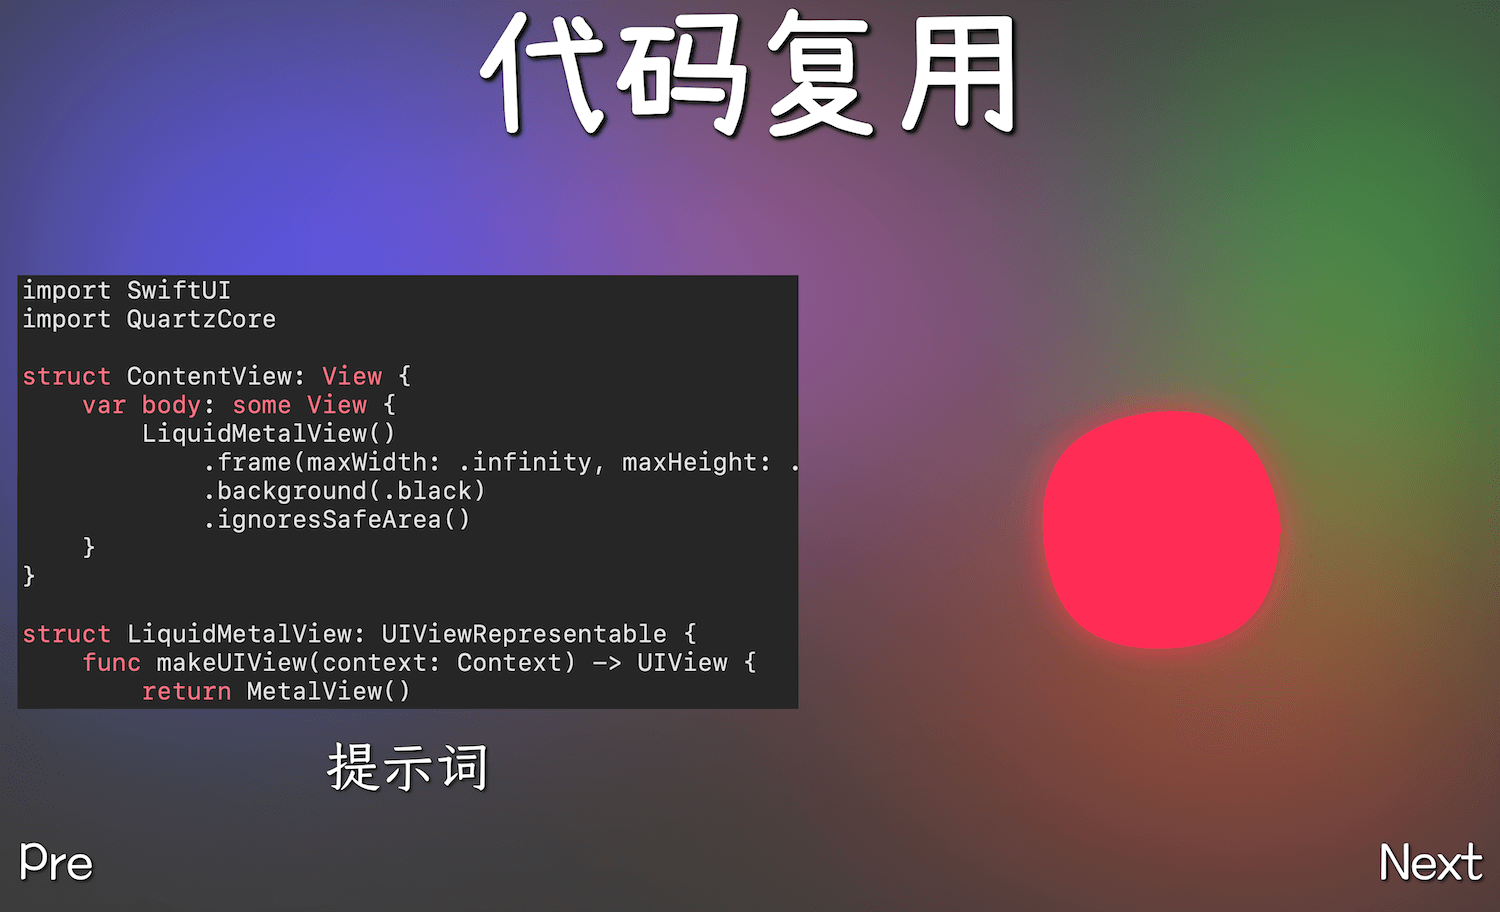 代码复用
import SwiftUI
import QuartzCore
struct ContentView: View {
    var body: some View {
        LiquidMetalView()
            .frame(maxWidth: .infinity, maxHeight: .
            .background(.black)
            .ignoresSafeArea()
    }
}
struct LiquidMetalView: UIViewRepresentable {
    func makeUIView(context: Context) -> UIView {
        return MetalView()
提示词
Pre
Next